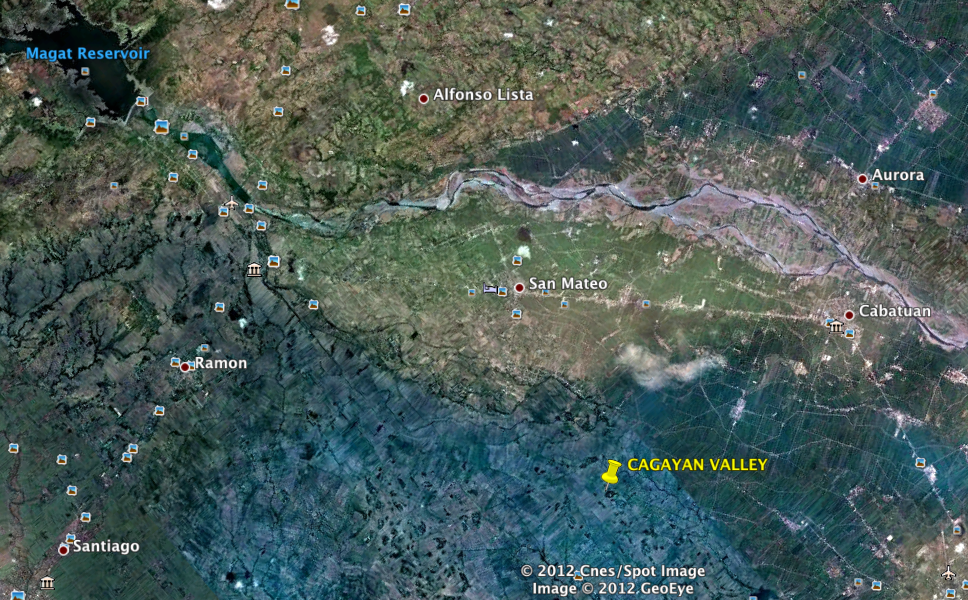 Magat Reservoir
Alfonso Lista
Aurora
San Mateo
Cabatuan
Ramon
CAGAYAN VALLEY
Santiago
© 2012 Cnes/Spot Image
Image © 2012 GeoEye